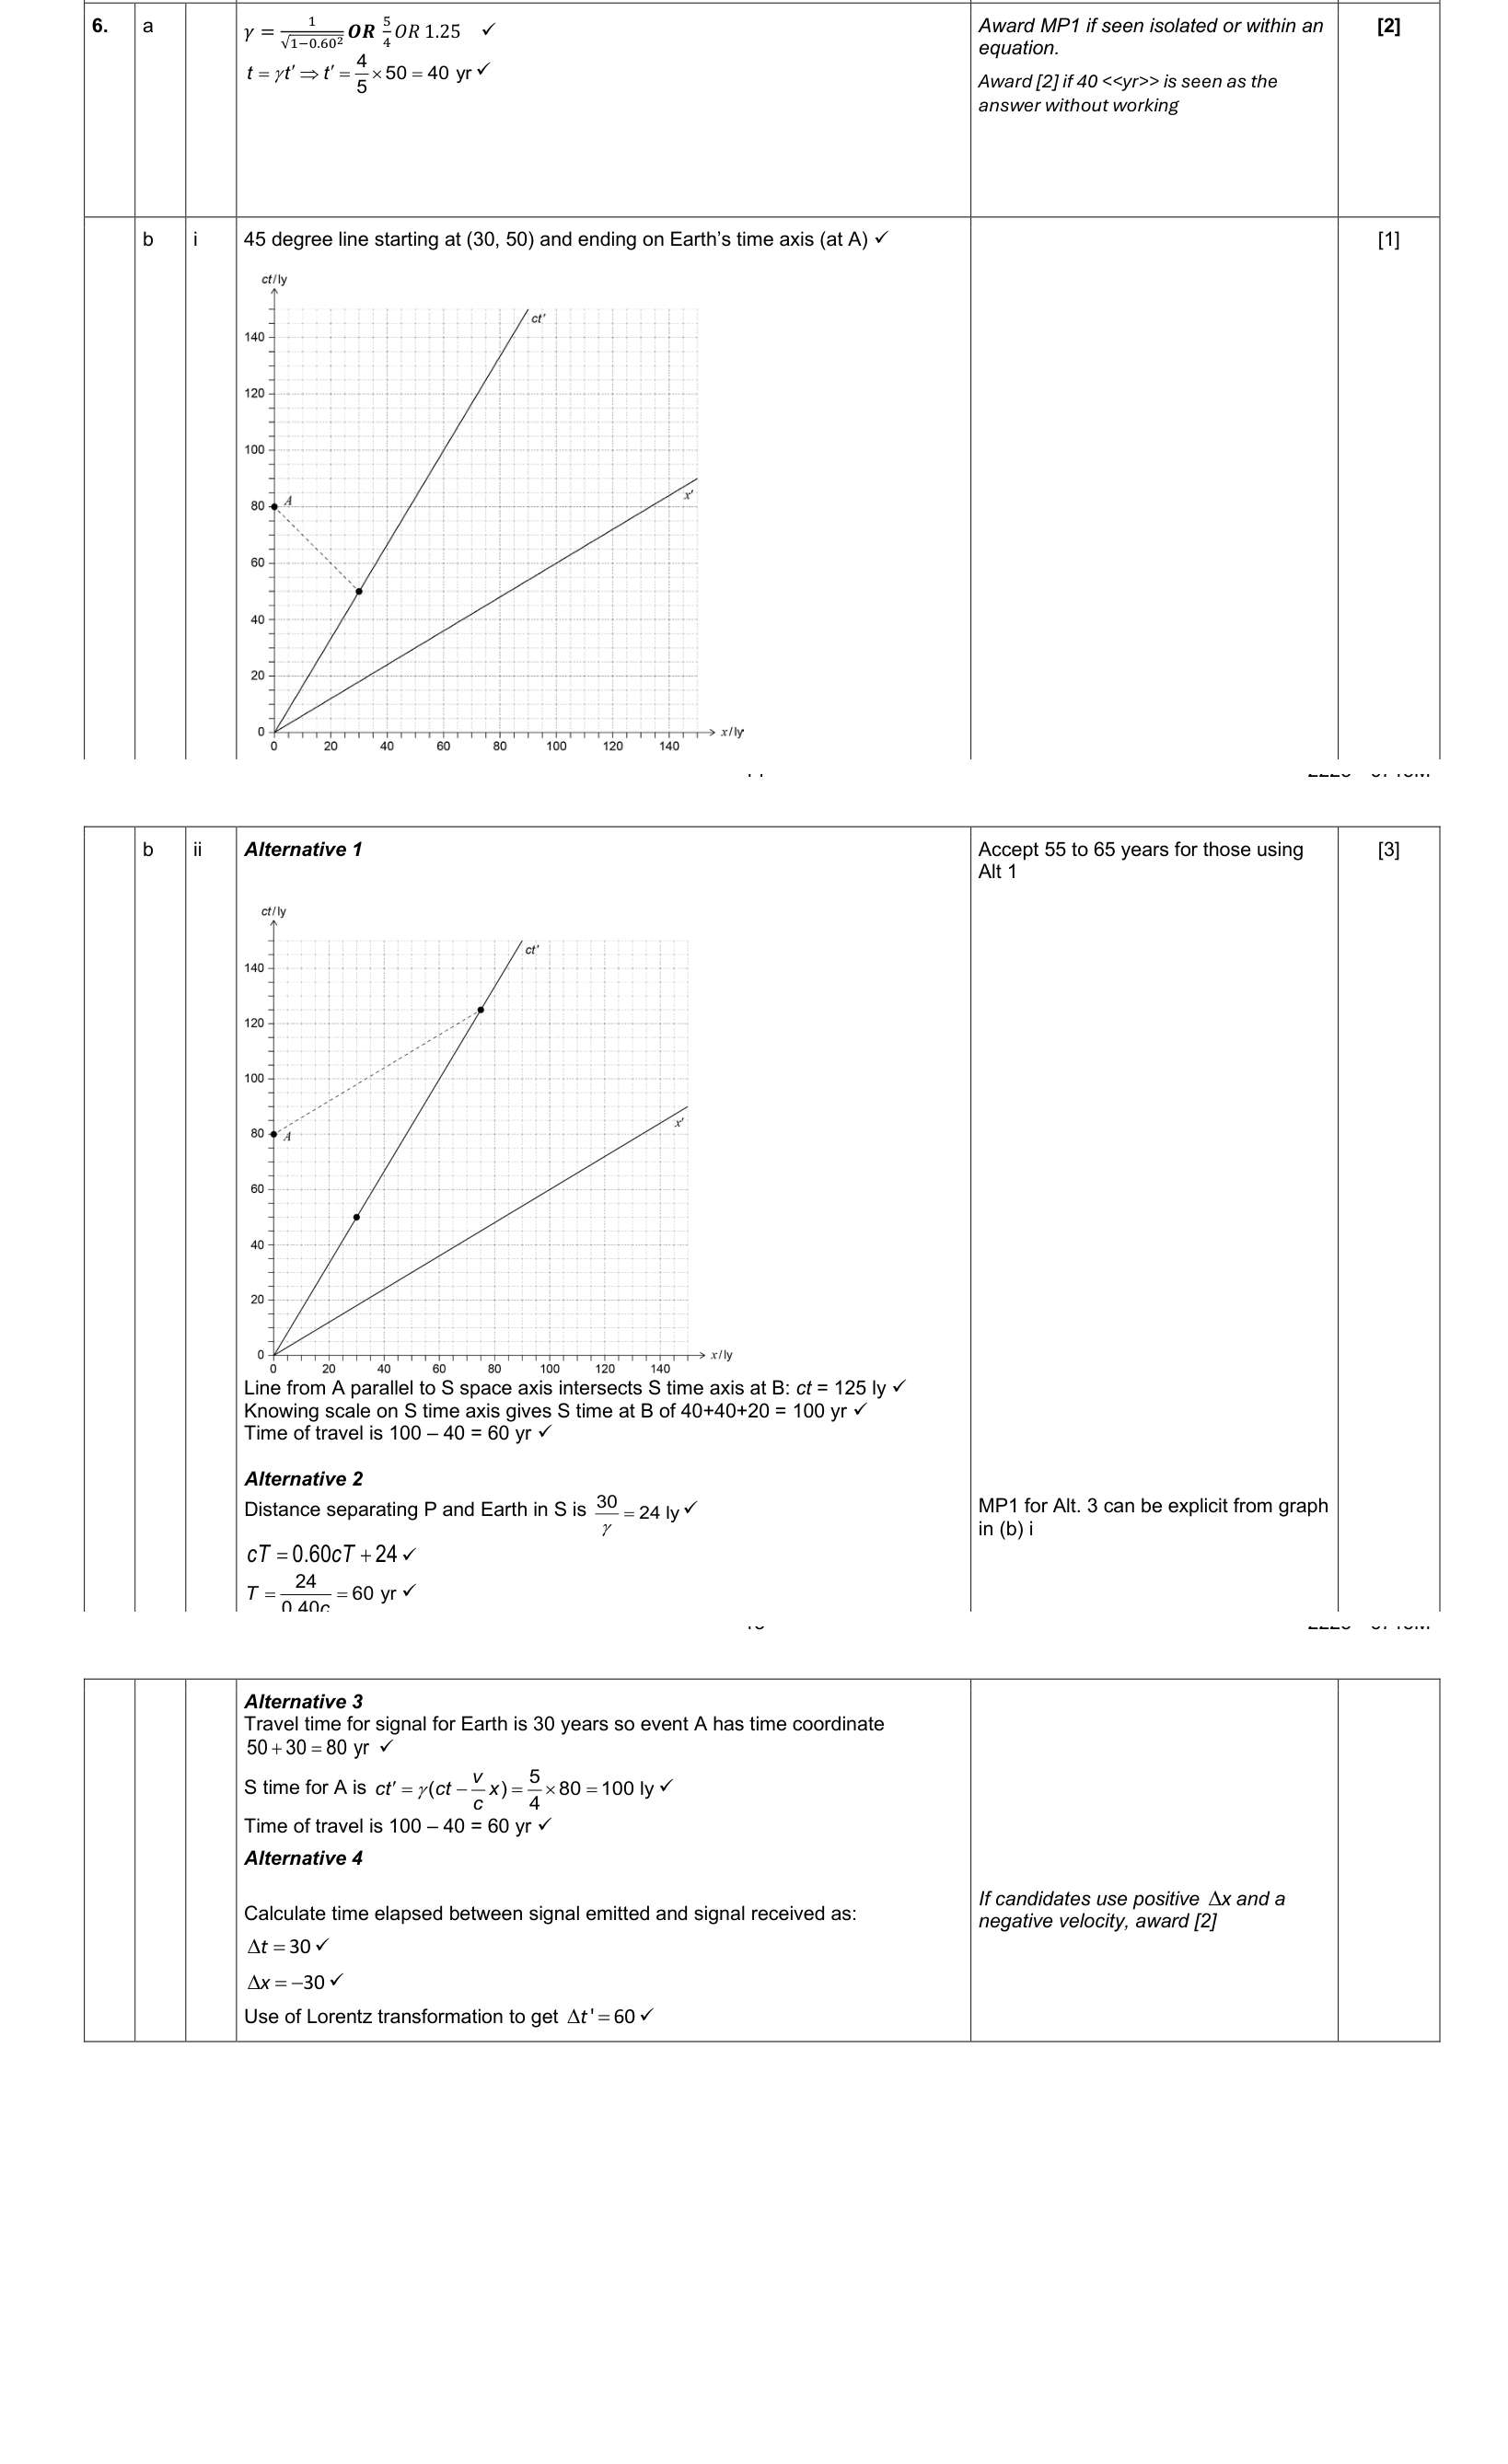 6. a γ = 1/√(1−0.60²) OR 5/4 OR 1.25 ✓ Award MP1 if seen isolated or within an equation. [2]
t = γt′ ⇒ t′ = 4/5 × 50 = 40 yr ✓ Award [2] if 40 <<yr>> is seen as the answer without working
b i 45 degree line starting at (30, 50) and ending on Earth's time axis (at A) ✓ [1]
ct/ly
ct'
140
120
100
80 A
x'
60
40
20
0
0 20 40 60 80 100 120 140 x/ly
b ii Alternative 1 Accept 55 to 65 years for those using Alt 1 [3]
ct/ly
ct'
140
120
100
80 A
x'
60
40
20
0
0 20 40 60 80 100 120 140 x/ly
Line from A parallel to S space axis intersects S time axis at B: ct = 125 ly ✓
Knowing scale on S time axis gives S time at B of 40+40+20 = 100 yr ✓
Time of travel is 100 – 40 = 60 yr ✓
Alternative 2
Distance separating P and Earth in S is 30/γ = 24 ly ✓ MP1 for Alt. 3 can be explicit from graph in (b) i
cT = 0.60cT + 24 ✓
T = 24/0.40c = 60 yr ✓
Alternative 3
Travel time for signal for Earth is 30 years so event A has time coordinate
50 + 30 = 80 yr ✓
S time for A is ct′ = γ(ct − v/c x) = 5/4 × 80 = 100 ly ✓
Time of travel is 100 – 40 = 60 yr ✓
Alternative 4
Calculate time elapsed between signal emitted and signal received as: If candidates use positive Δx and a negative velocity, award [2]
Δt = 30 ✓
Δx = −30 ✓
Use of Lorentz transformation to get Δt' = 60 ✓